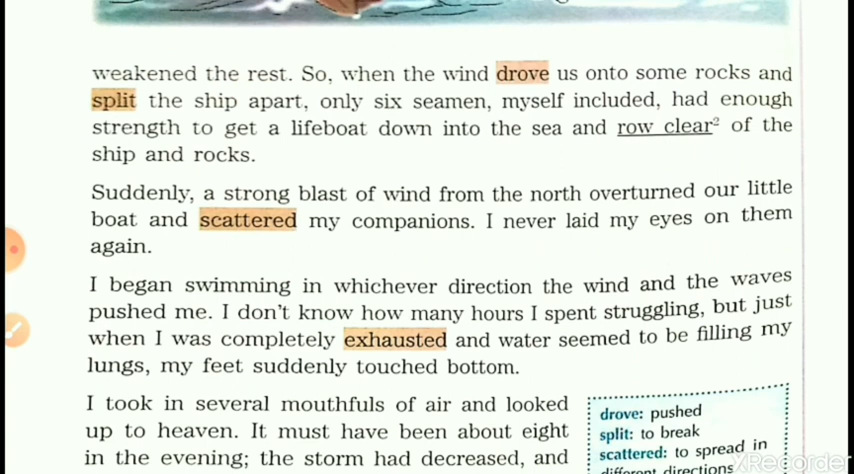 weakened the rest. So, when the wind drove us onto some rocks and
split the ship apart, only six seamen, myself included, had enough
strength to get a lifeboat down into the sea and row clear² of the
ship and rocks.
Suddenly, a strong blast of wind from the north overturned our little
boat and scattered my companions. I never laid my eyes on them
again.
I began swimming in whichever direction the wind and the waves
pushed me. I don't know how many hours I spent struggling, but just
when I was completely exhausted and water seemed to be filling my
lungs, my feet suddenly touched bottom.
I took in several mouthfuls of air and looked
up to heaven. It must have been about eight
in the evening; the storm had decreased, and
drove: pushed
split: to break
scattered: to spread in
different directions
XRecorder